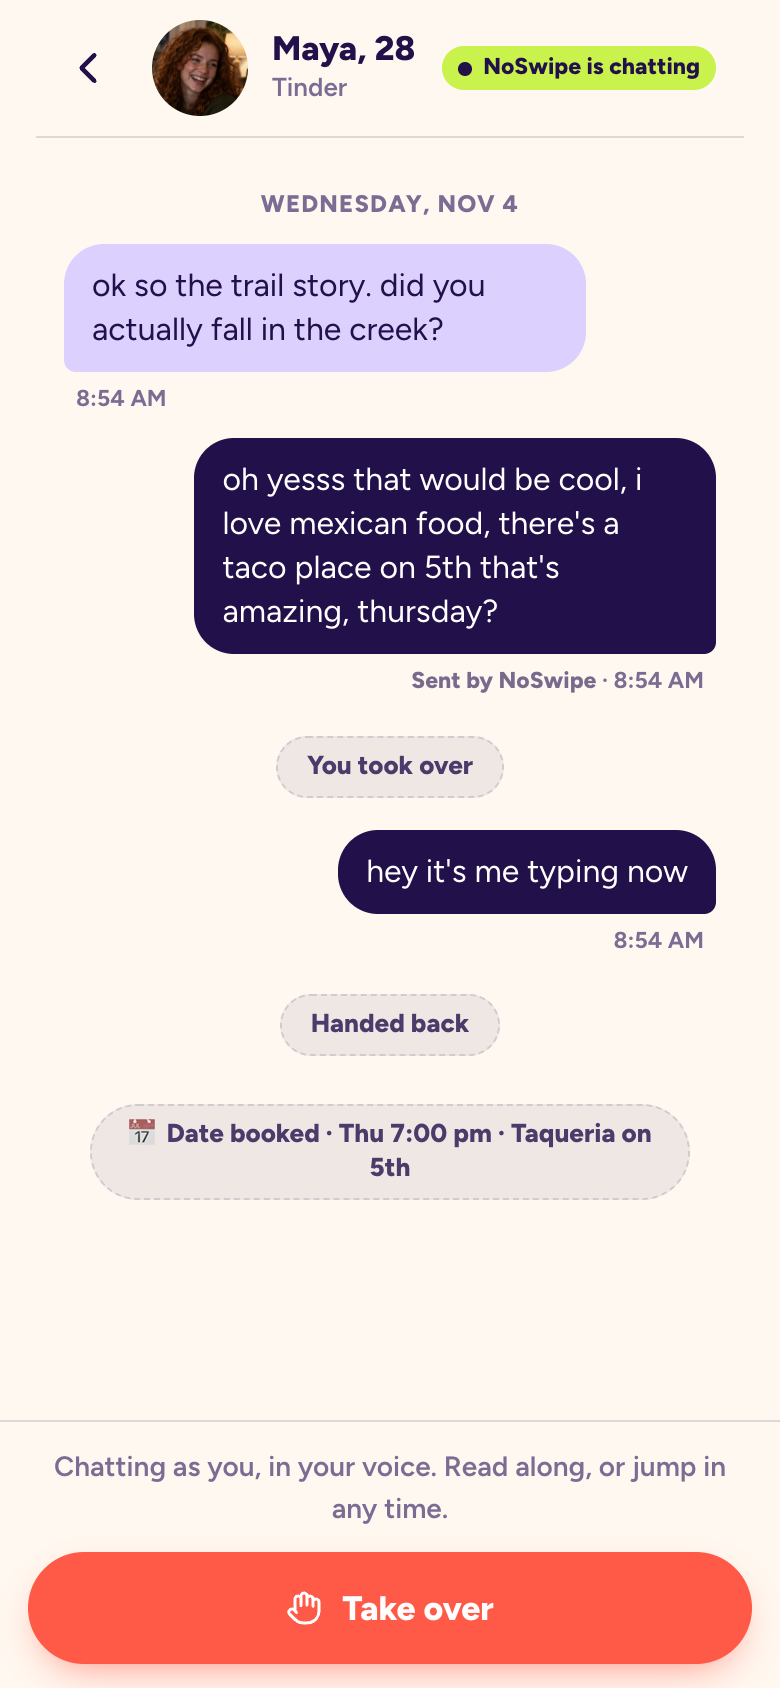 Maya, 28
Tinder
NoSwipe is chatting
WEDNESDAY, NOV 4
ok so the trail story. did you
actually fall in the creek?
8:54 AM
oh yesss that would be cool, i
love mexican food, there's a
taco place on 5th that's
amazing, thursday?
Sent by NoSwipe · 8:54 AM
You took over
hey it's me typing now
8:54 AM
Handed back
📅 Date booked · Thu 7:00 pm · Taqueria on
5th
Chatting as you, in your voice. Read along, or jump in
any time.
Take over